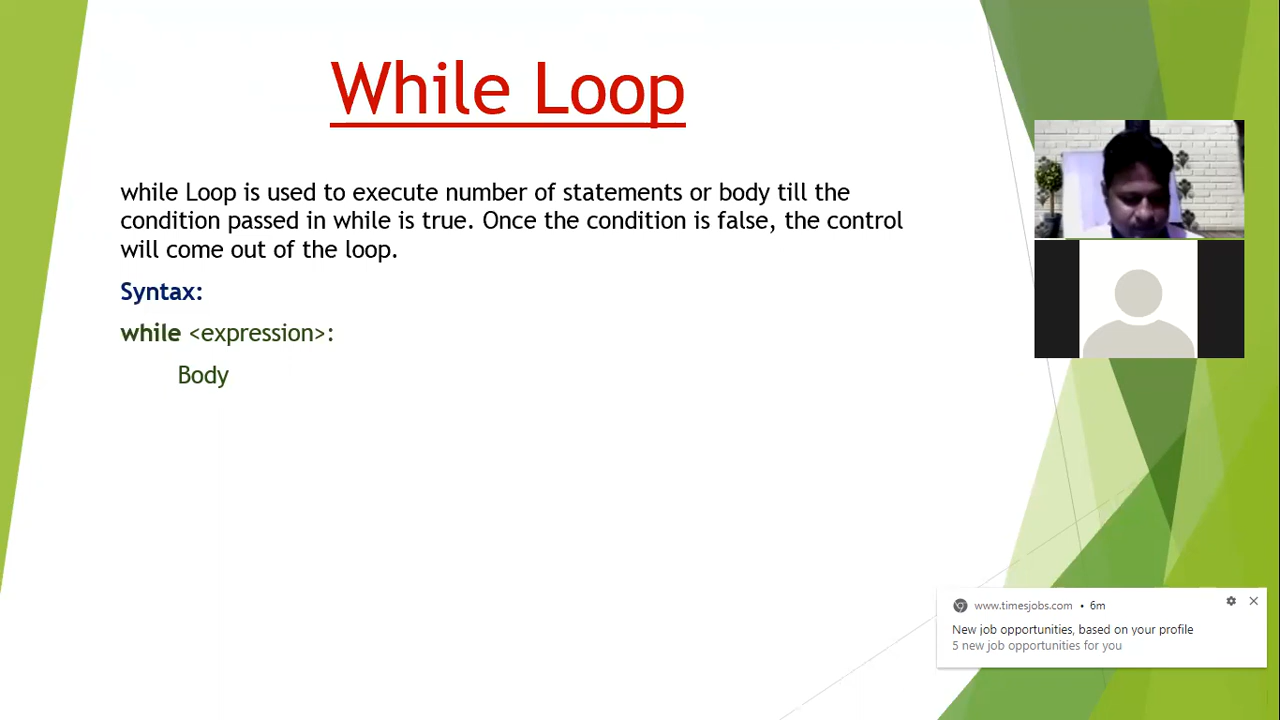 While Loop
while Loop is used to execute number of statements or body till the
condition passed in while is true. Once the condition is false, the control
will come out of the loop.
Syntax:
while <expression>:
Body
www.timesjobs.com • 6m
New job opportunities, based on your profile
5 new job opportunities for you